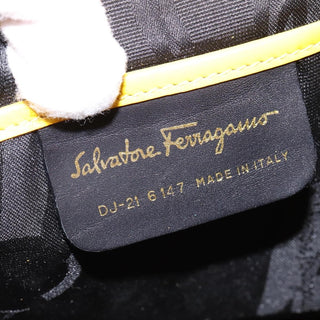 Salvatore Ferragamo
DJ-21 6147 MADE IN ITALY